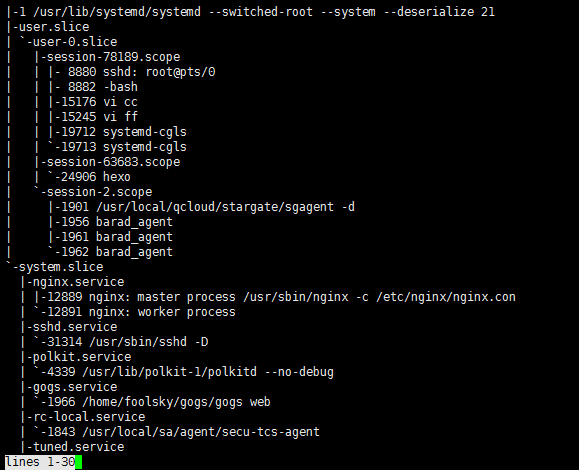 |-1 /usr/lib/systemd/systemd --switched-root --system --deserialize 21
|-user.slice
| `-user-0.slice
|   |-session-78189.scope
|   | |- 8880 sshd: root@pts/0
|   | |- 8882 -bash
|   | |-15176 vi cc
|   | |-15245 vi ff
|   | |-19712 systemd-cgls
|   | `-19713 systemd-cgls
|   |-session-63683.scope
|   | `-24906 hexo
|   `-session-2.scope
|     |-1901 /usr/local/qcloud/stargate/sgagent -d
|     |-1956 barad_agent
|     |-1961 barad_agent
|     `-1962 barad_agent
`-system.slice
  |-nginx.service
  | |-12889 nginx: master process /usr/sbin/nginx -c /etc/nginx/nginx.con
  | `-12891 nginx: worker process
  |-sshd.service
  | `-31314 /usr/sbin/sshd -D
  |-polkit.service
  | `-4339 /usr/lib/polkit-1/polkitd --no-debug
  |-gogs.service
  | `-1966 /home/foolsky/gogs/gogs web
  |-rc-local.service
  | `-1843 /usr/local/sa/agent/secu-tcs-agent
  |-tuned.service
lines 1-30